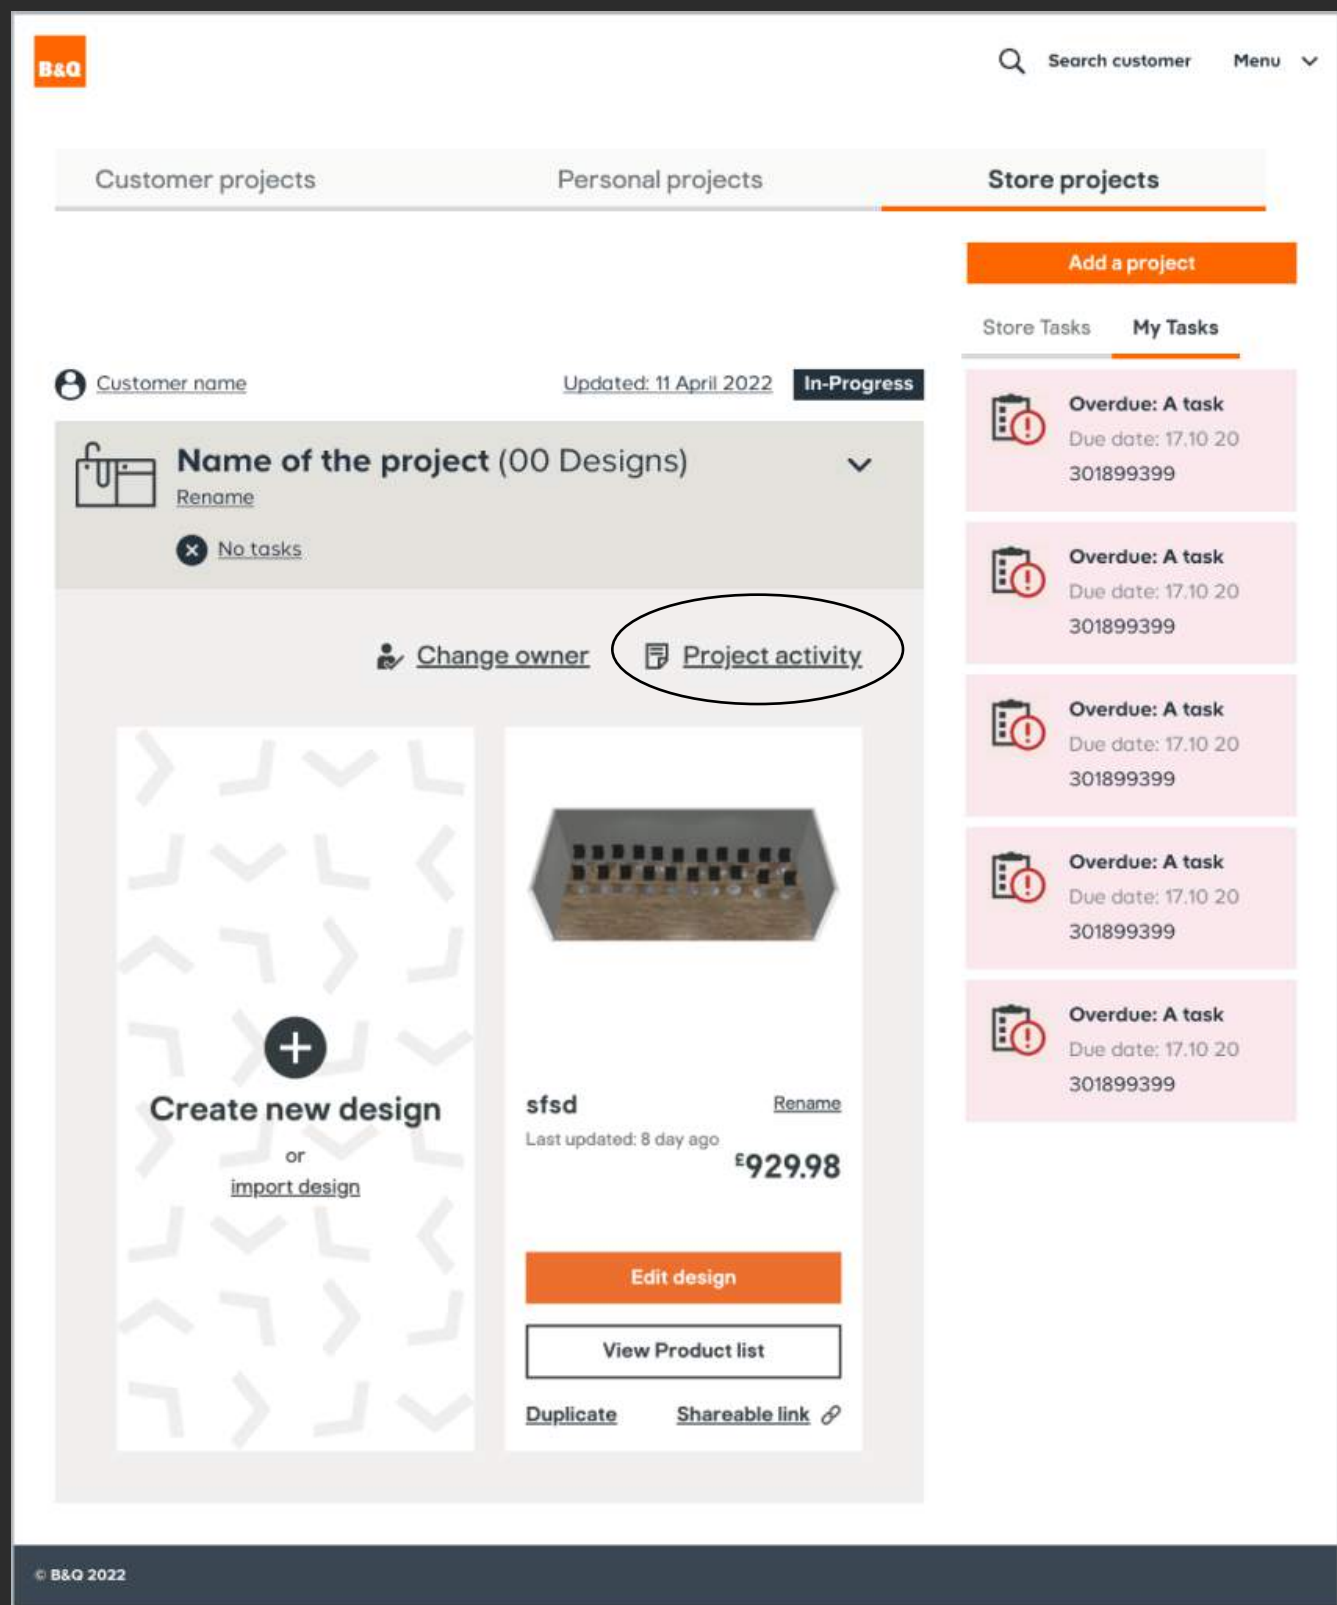 B&Q
Search customer Menu
Customer projects Personal projects Store projects
Add a project
Store Tasks My Tasks
Customer name Updated: 11 April 2022 In-Progress
Name of the project (00 Designs)
Rename
No tasks
Change owner Project activity
Create new design
or
import design
sfsd Rename
Last updated: 8 day ago
£929.98
Edit design
View Product list
Duplicate Shareable link
Overdue: A task
Due date: 17.10 20
301899399
Overdue: A task
Due date: 17.10 20
301899399
Overdue: A task
Due date: 17.10 20
301899399
Overdue: A task
Due date: 17.10 20
301899399
Overdue: A task
Due date: 17.10 20
301899399
© B&Q 2022